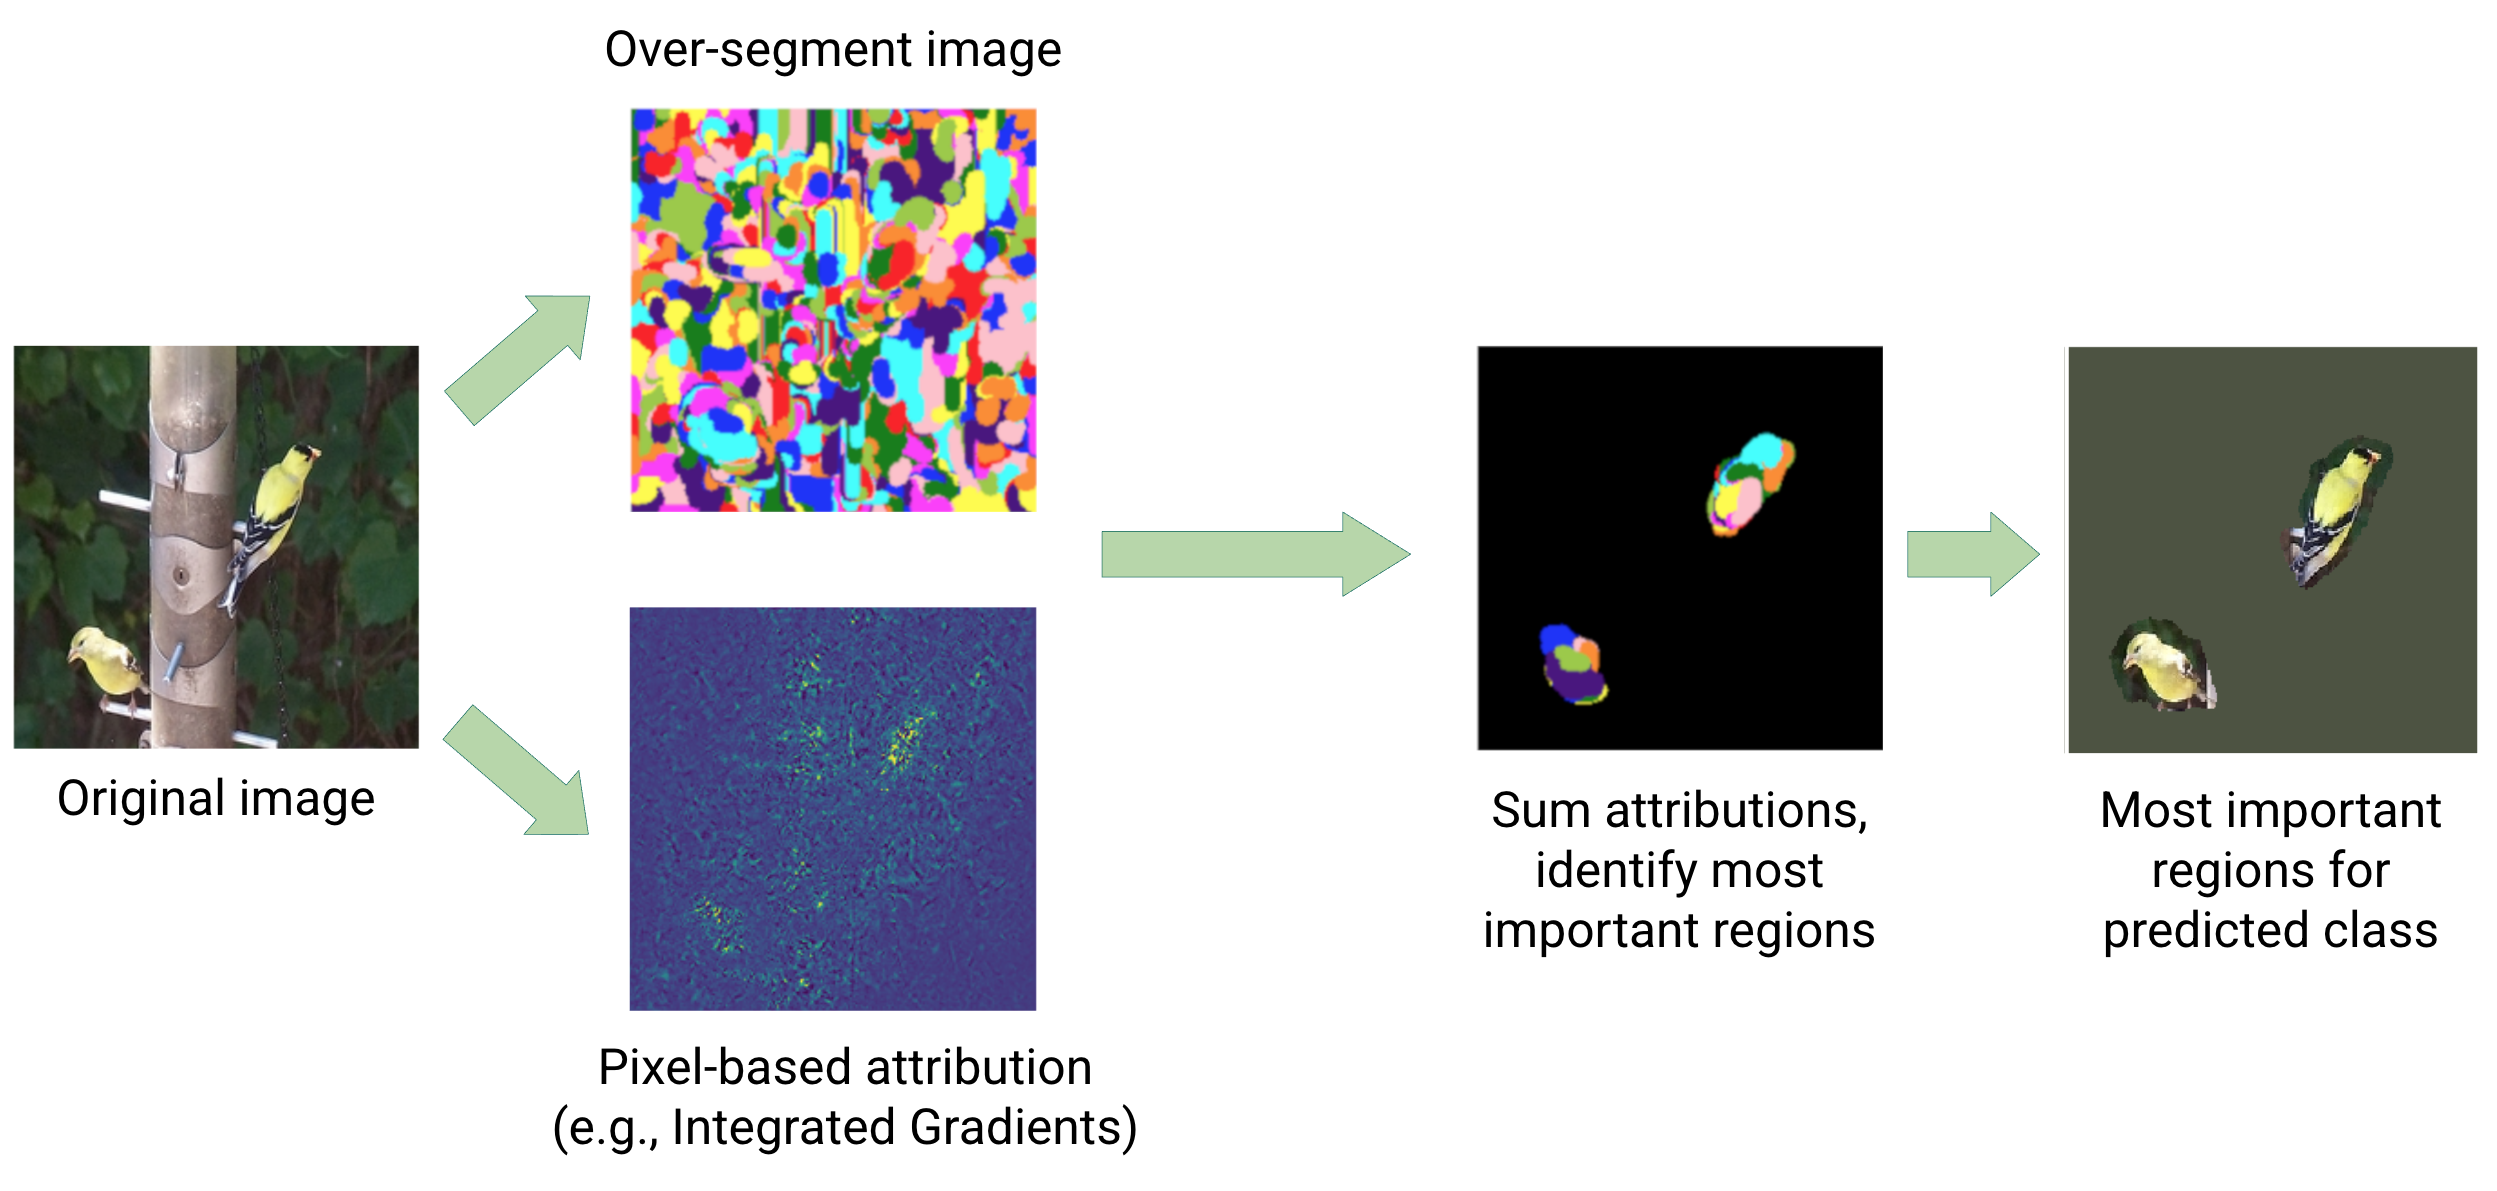 Over-segment image
Original image
Pixel-based attribution
(e.g., Integrated Gradients)
Sum attributions,
identify most
important regions
Most important
regions for
predicted class